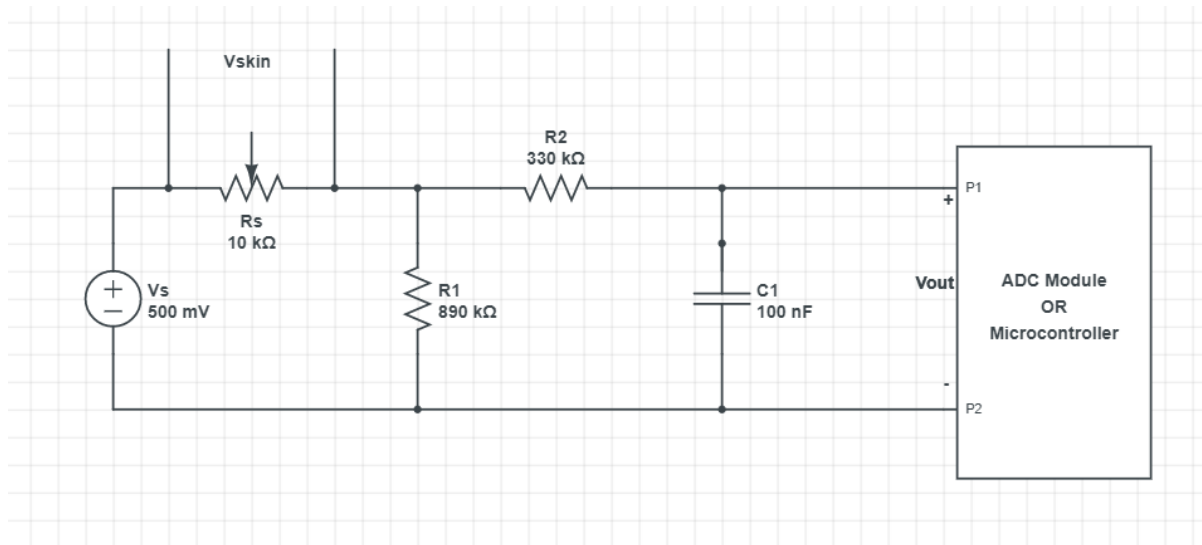 Vskin
R2
330 kΩ
P1
+
Rs
10 kΩ
Vs
500 mV
R1
890 kΩ
C1
100 nF
Vout
ADC Module
OR
Microcontroller
-
P2